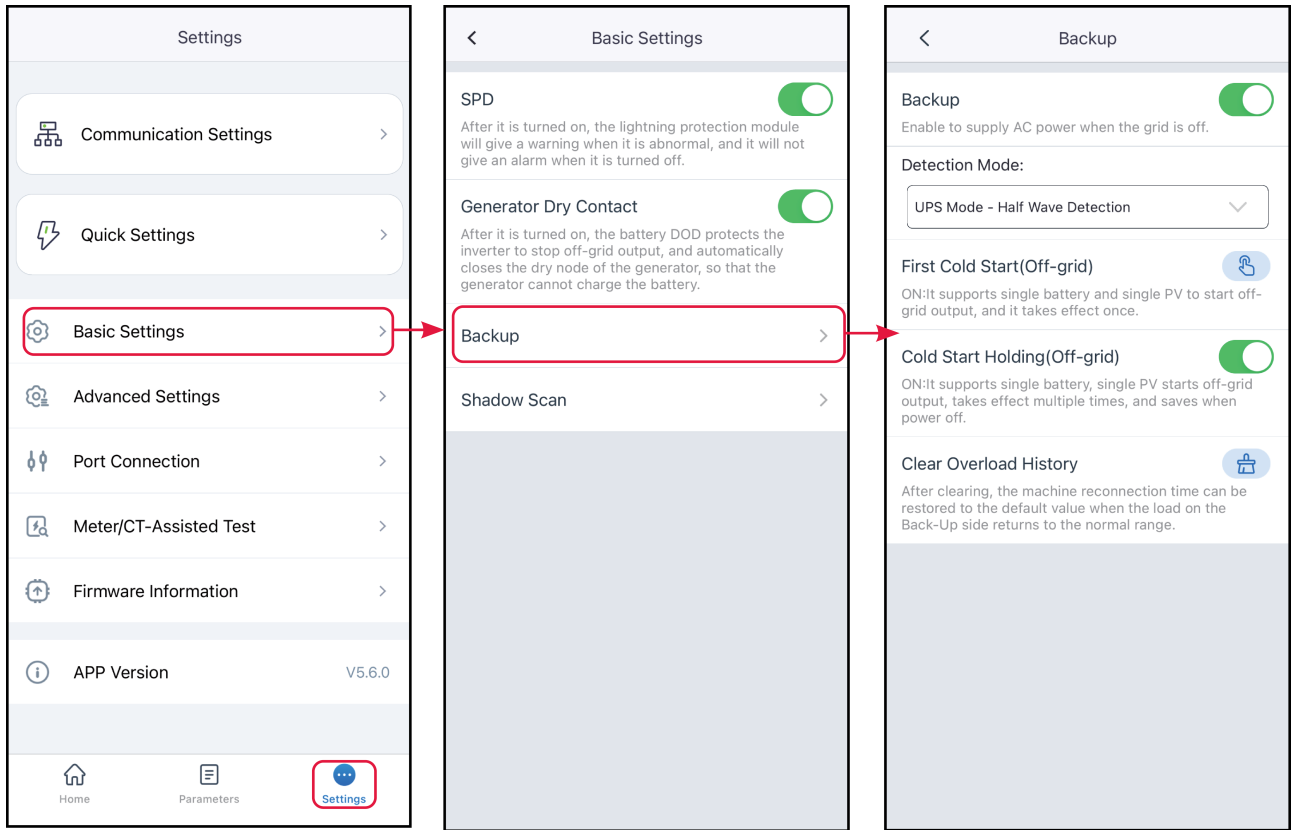 Settings
Communication Settings
Quick Settings
Basic Settings
Advanced Settings
Port Connection
Meter/CT-Assisted Test
Firmware Information
APP Version
V5.6.0
Home
Parameters
Settings
Basic Settings
SPD
After it is turned on, the lightning protection module
will give a warning when it is abnormal, and it will not
give an alarm when it is turned off.
Generator Dry Contact
After it is turned on, the battery DOD protects the
inverter to stop off-grid output, and automatically
closes the dry node of the generator, so that the
generator cannot charge the battery.
Backup
Shadow Scan
Backup
Backup
Enable to supply AC power when the grid is off.
Detection Mode:
UPS Mode - Half Wave Detection
First Cold Start(Off-grid)
ON:It supports single battery and single PV to start off-
grid output, and it takes effect once.
Cold Start Holding(Off-grid)
ON:It supports single battery, single PV starts off-grid
output, takes effect multiple times, and saves when
power off.
Clear Overload History
After clearing, the machine reconnection time can be
restored to the default value when the load on the
Back-Up side returns to the normal range.